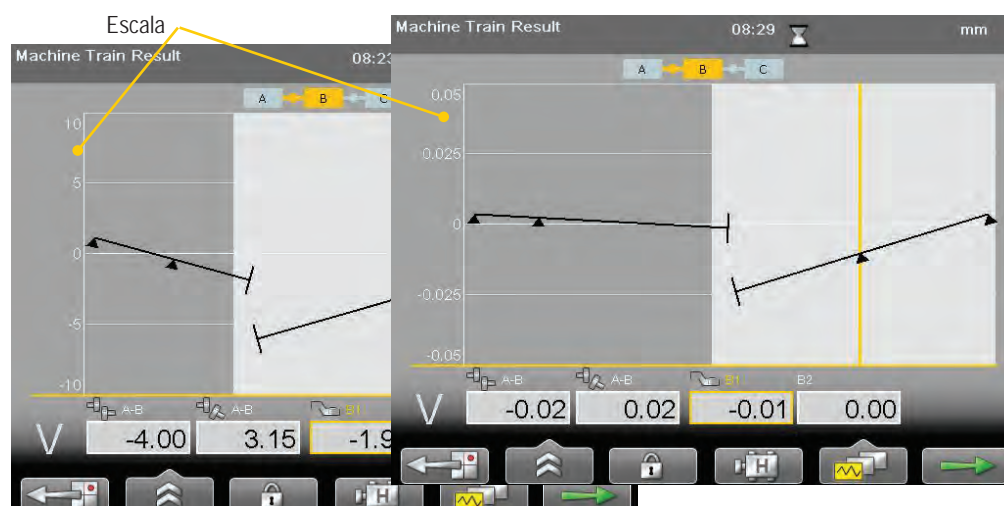 Escala
Machine Train Result
08:23
A B C
10
5
0
-5
-10
A-B A-B B1
V -4.00 3.15 -1.9
H
Machine Train Result 08:29 mm
A B C
0.05
0.025
0
-0.025
-0.05
A-B A-B B1 B2
V -0.02 0.02 -0.01 0.00
H